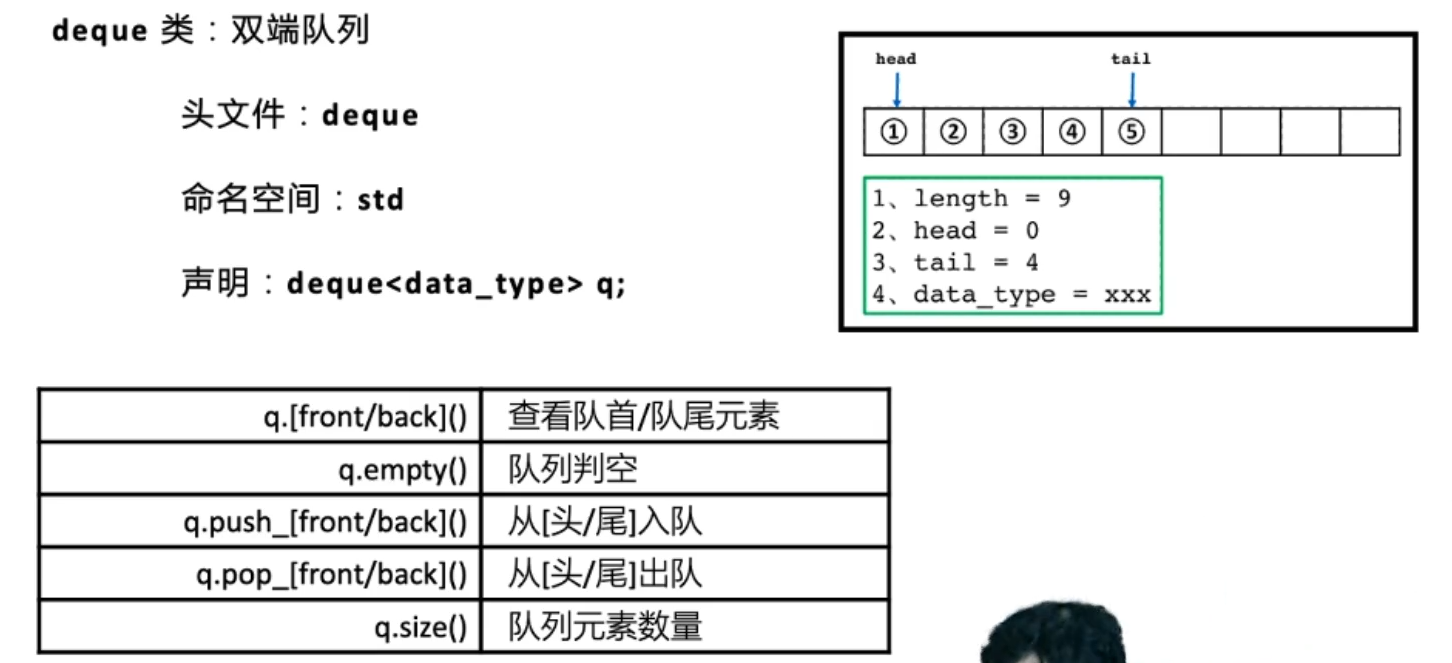 deque 类：双端队列
头文件：deque
命名空间：std
声明：deque<data_type> q;
head tail
① ② ③ ④ ⑤
1、length = 9
2、head = 0
3、tail = 4
4、data_type = xxx
q.[front/back]() 查看队首/队尾元素
q.empty() 队列判空
q.push_[front/back]() 从[头/尾]入队
q.pop_[front/back]() 从[头/尾]出队
q.size() 队列元素数量